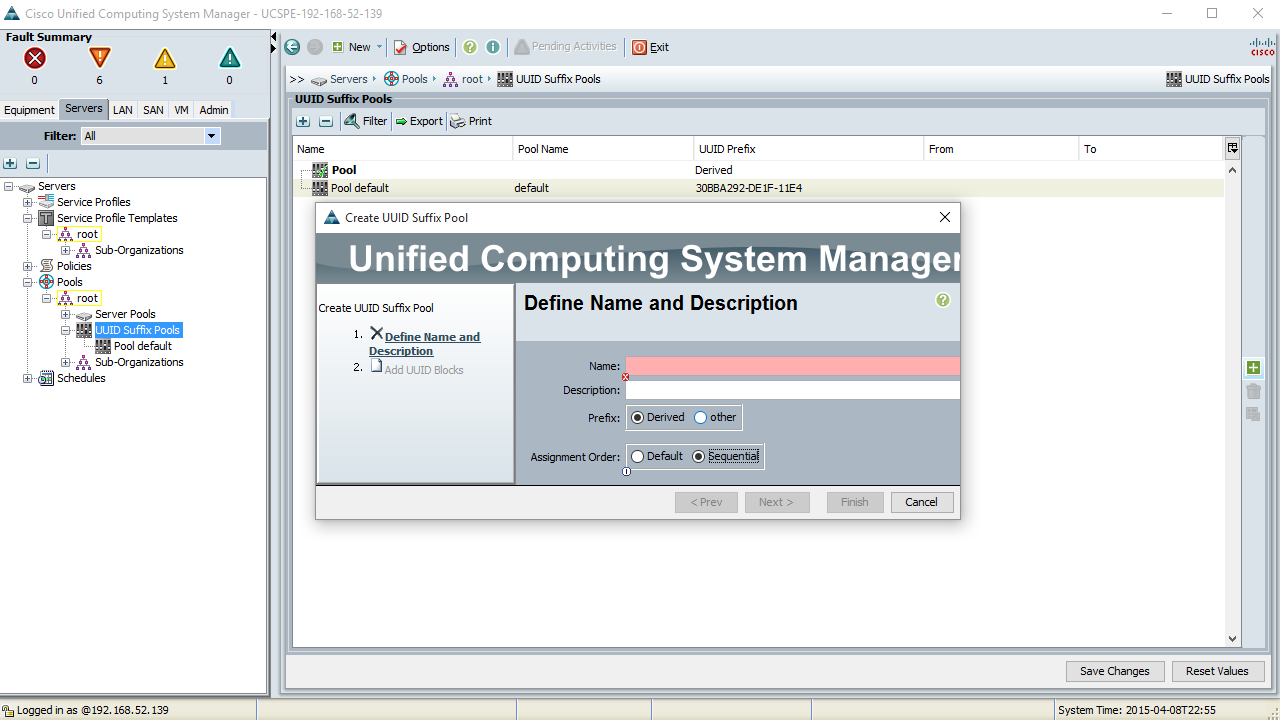 Cisco Unified Computing System Manager - UCSPE-192-168-52-139
Fault Summary
0 6 1 0
Equipment Servers LAN SAN VM Admin
Filter: All
Servers
Service Profiles
Service Profile Templates
root
Sub-Organizations
Policies
Pools
root
Server Pools
UUID Suffix Pools
Pool default
Sub-Organizations
Schedules
New Options Pending Activities Exit
CISCO
>> Servers Pools root UUID Suffix Pools
UUID Suffix Pools
UUID Suffix Pools
Filter Export Print
Name Pool Name UUID Prefix From To
Pool Derived
Pool default default 30BBA292-DE1F-11E4
Create UUID Suffix Pool
Unified Computing System Manager
Create UUID Suffix Pool
1. Define Name and
Description
2. Add UUID Blocks
Define Name and Description
Name:
Description:
Prefix: Derived other
Assignment Order: Default Sequential
< Prev Next > Finish Cancel
Save Changes Reset Values
Logged in as @192.168.52.139
System Time: 2015-04-08T22:55